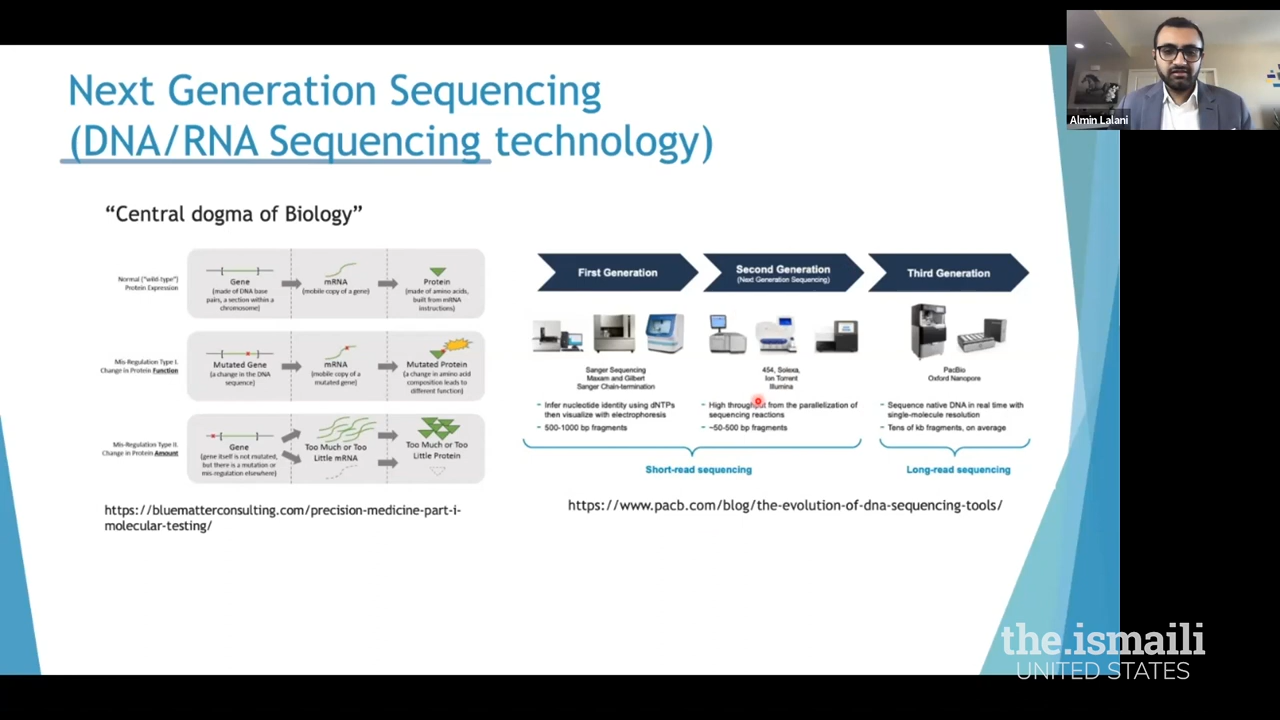 Next Generation Sequencing
(DNA/RNA Sequencing technology)
Almin Lalani
“Central dogma of Biology”
Normal ("wild-type")
Protein Expression
Gene
(made of DNA base
pairs, a section within a
chromosome)
mRNA
(mobile copy of a gene)
Protein
(made of amino acids,
built from mRNA
instructions)
Mis-Regulation Type I.
Change in Protein Function
Mutated Gene
(a change in the DNA
sequence)
mRNA
(mobile copy of a
mutated gene)
Mutated Protein
(a change in amino acid
composition leads to
different function)
Mis-Regulation Type II.
Change in Protein Amount
Gene
(gene itself is not mutated,
but there is a mutation or
mis-regulation elsewhere)
Too Much or Too
Little mRNA
Too Much or Too
Little Protein
https://bluematterconsulting.com/precision-medicine-part-i-
molecular-testing/
First Generation
Second Generation
(Next Generation Sequencing)
Third Generation
Sanger Sequencing
Maxam and Gilbert
Sanger Chain-termination
454, Solexa,
Ion Torrent
Illumina
PacBio
Oxford Nanopore
- Infer nucleotide identity using dNTPs
then visualize with electrophoresis
- 500-1000 bp fragments
- High throughput from the parallelization of
sequencing reactions
- ~50-500 bp fragments
- Sequence native DNA in real time with
single-molecule resolution
- Tens of kb fragments, on average
Short-read sequencing
Long-read sequencing
https://www.pacb.com/blog/the-evolution-of-dna-sequencing-tools/
the.ismaili
UNITED STATES